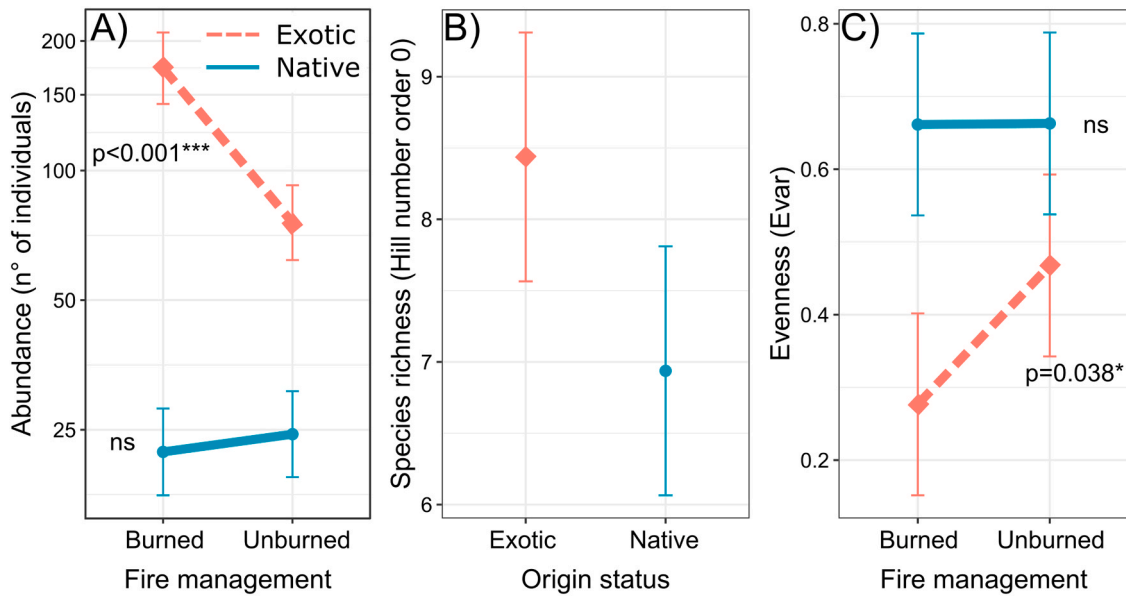 A)
Exotic
Native
200
150
100
50
25
p<0.001***
ns
Abundance (n° of individuals)
Burned Unburned
Fire management
B)
9
8
7
6
Species richness (Hill number order 0)
Exotic Native
Origin status
C)
0.8
0.6
0.4
0.2
ns
p=0.038*
Evenness (Evar)
Burned Unburned
Fire management